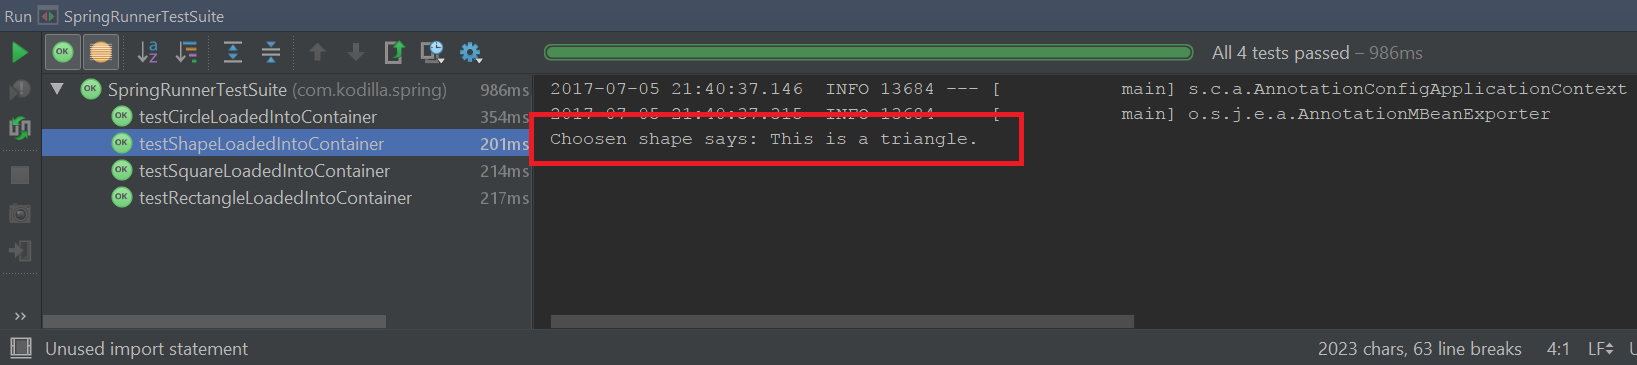 Run SpringRunnerTestSuite
All 4 tests passed – 986ms
SpringRunnerTestSuite (com.kodilla.spring) 986ms
testCircleLoadedIntoContainer 354ms
testShapeLoadedIntoContainer 201ms
testSquareLoadedIntoContainer 214ms
testRectangleLoadedIntoContainer 217ms
2017-07-05 21:40:37.146 INFO 13684 --- [ main] s.c.a.AnnotationConfigApplicationContext
2017-07-05 21:40:37.315 INFO 13684 --- [ main] o.s.j.e.a.AnnotationMBeanExporter
Choosen shape says: This is a triangle.
Unused import statement
2023 chars, 63 line breaks 4:1 LF